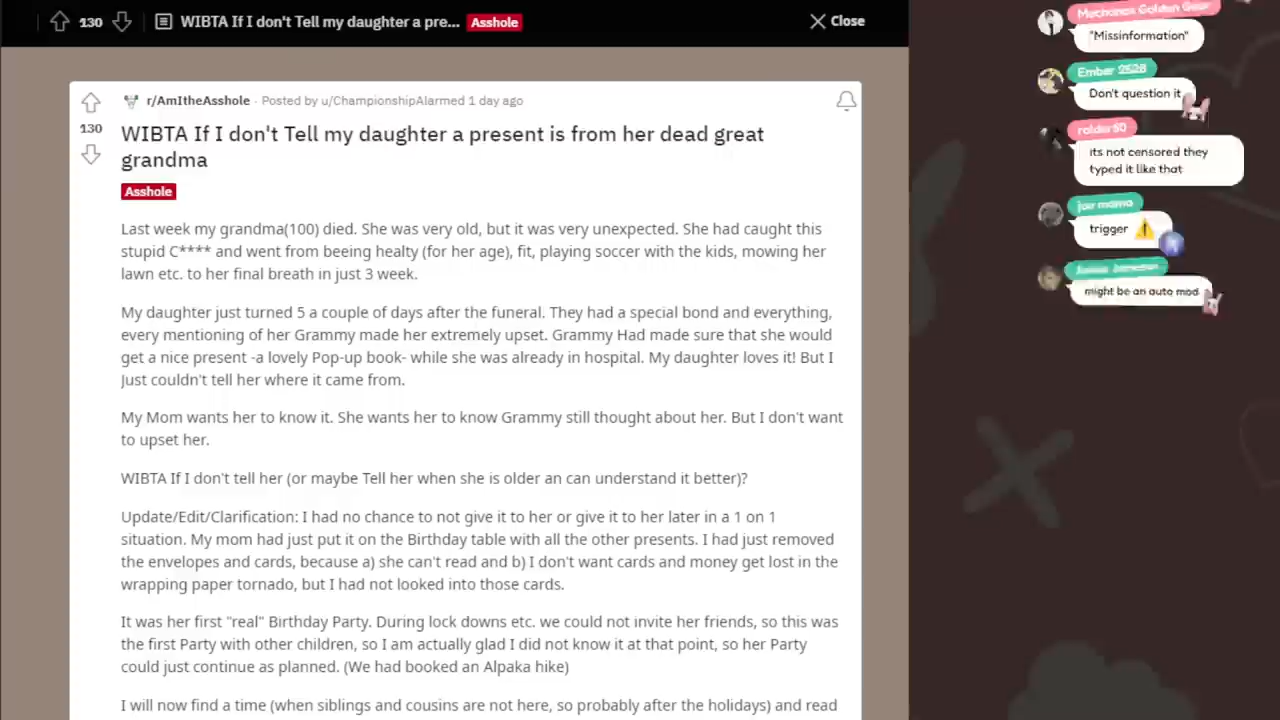 130 WIBTA If I don't Tell my daughter a pre... Asshole Close
r/AmItheAsshole · Posted by u/ChampionshipAlarmed 1 day ago
130
WIBTA If I don't Tell my daughter a present is from her dead great
grandma
Asshole
Last week my grandma(100) died. She was very old, but it was very unexpected. She had caught this
stupid C**** and went from beeing healty (for her age), fit, playing soccer with the kids, mowing her
lawn etc. to her final breath in just 3 week.
My daughter just turned 5 a couple of days after the funeral. They had a special bond and everything,
every mentioning of her Grammy made her extremely upset. Grammy Had made sure that she would
get a nice present -a lovely Pop-up book- while she was already in hospital. My daughter loves it! But I
Just couldn't tell her where it came from.
My Mom wants her to know it. She wants her to know Grammy still thought about her. But I don't want
to upset her.
WIBTA If I don't tell her (or maybe Tell her when she is older an can understand it better)?
Update/Edit/Clarification: I had no chance to not give it to her or give it to her later in a 1 on 1
situation. My mom had just put it on the Birthday table with all the other presents. I had just removed
the envelopes and cards, because a) she can't read and b) I don't want cards and money get lost in the
wrapping paper tornado, but I had not looked into those cards.
It was her first "real" Birthday Party. During lock downs etc. we could not invite her friends, so this was
the first Party with other children, so I am actually glad I did not know it at that point, so her Party
could just continue as planned. (We had booked an Alpaka hike)
I will now find a time (when siblings and cousins are not here, so probably after the holidays) and read
"Missinformation"
Ember 2528
Don't question it
ralder50
its not censored they
typed it like that
joe mama
trigger
might be an auto mod